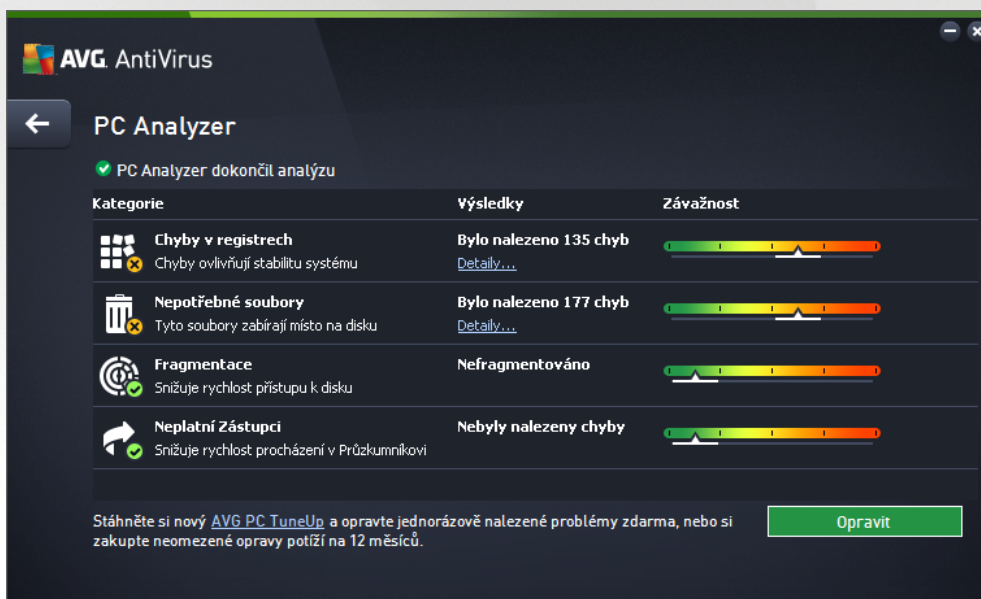 AVG. AntiVirus
PC Analyzer
PC Analyzer dokončil analýzu
Kategorie Výsledky Závažnost
Chyby v registrech Bylo nalezeno 135 chyb
Chyby ovlivňují stabilitu systému Detaily...
Nepotřebné soubory Bylo nalezeno 177 chyb
Tyto soubory zabírají místo na disku Detaily...
Fragmentace Nefragmentováno
Snižuje rychlost přístupu k disku
Neplatní Zástupci Nebyly nalezeny chyby
Snižuje rychlost procházení v Průzkumníkovi
Stáhněte si nový AVG PC TuneUp a opravte jednorázově nalezené problémy zdarma, nebo si Opravit
zakupte neomezené opravy potíží na 12 měsíců.